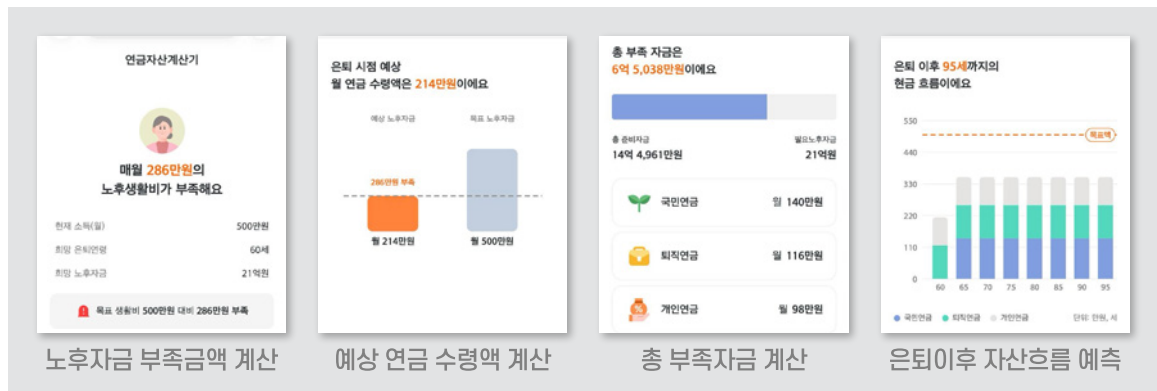 연금자산계산기
매월 286만원의
노후생활비가 부족해요
현재 소득(월) 500만원
희망 은퇴연령 60세
희망 노후자금 21억원
목표 생활비 500만원 대비 286만원 부족
노후자금 부족금액 계산
은퇴 시점 예상
월 연금 수령액은 214만원이에요
예상 노후자금 목표 노후자금
286만원 부족
월 214만원 월 500만원
예상 연금 수령액 계산
총 부족 자금은
6억 5,038만원이에요
총 준비자금 필요노후자금
14억 4,961만원 21억원
국민연금 월 140만원
퇴직연금 월 116만원
개인연금 월 98만원
총 부족자금 계산
은퇴 이후 95세까지의
현금 흐름이에요
550
목표액
440
330
220
110
0
60 65 70 75 80 85 90 95
국민연금 퇴직연금 개인연금 단위: 만원, 세
은퇴이후 자산흐름 예측